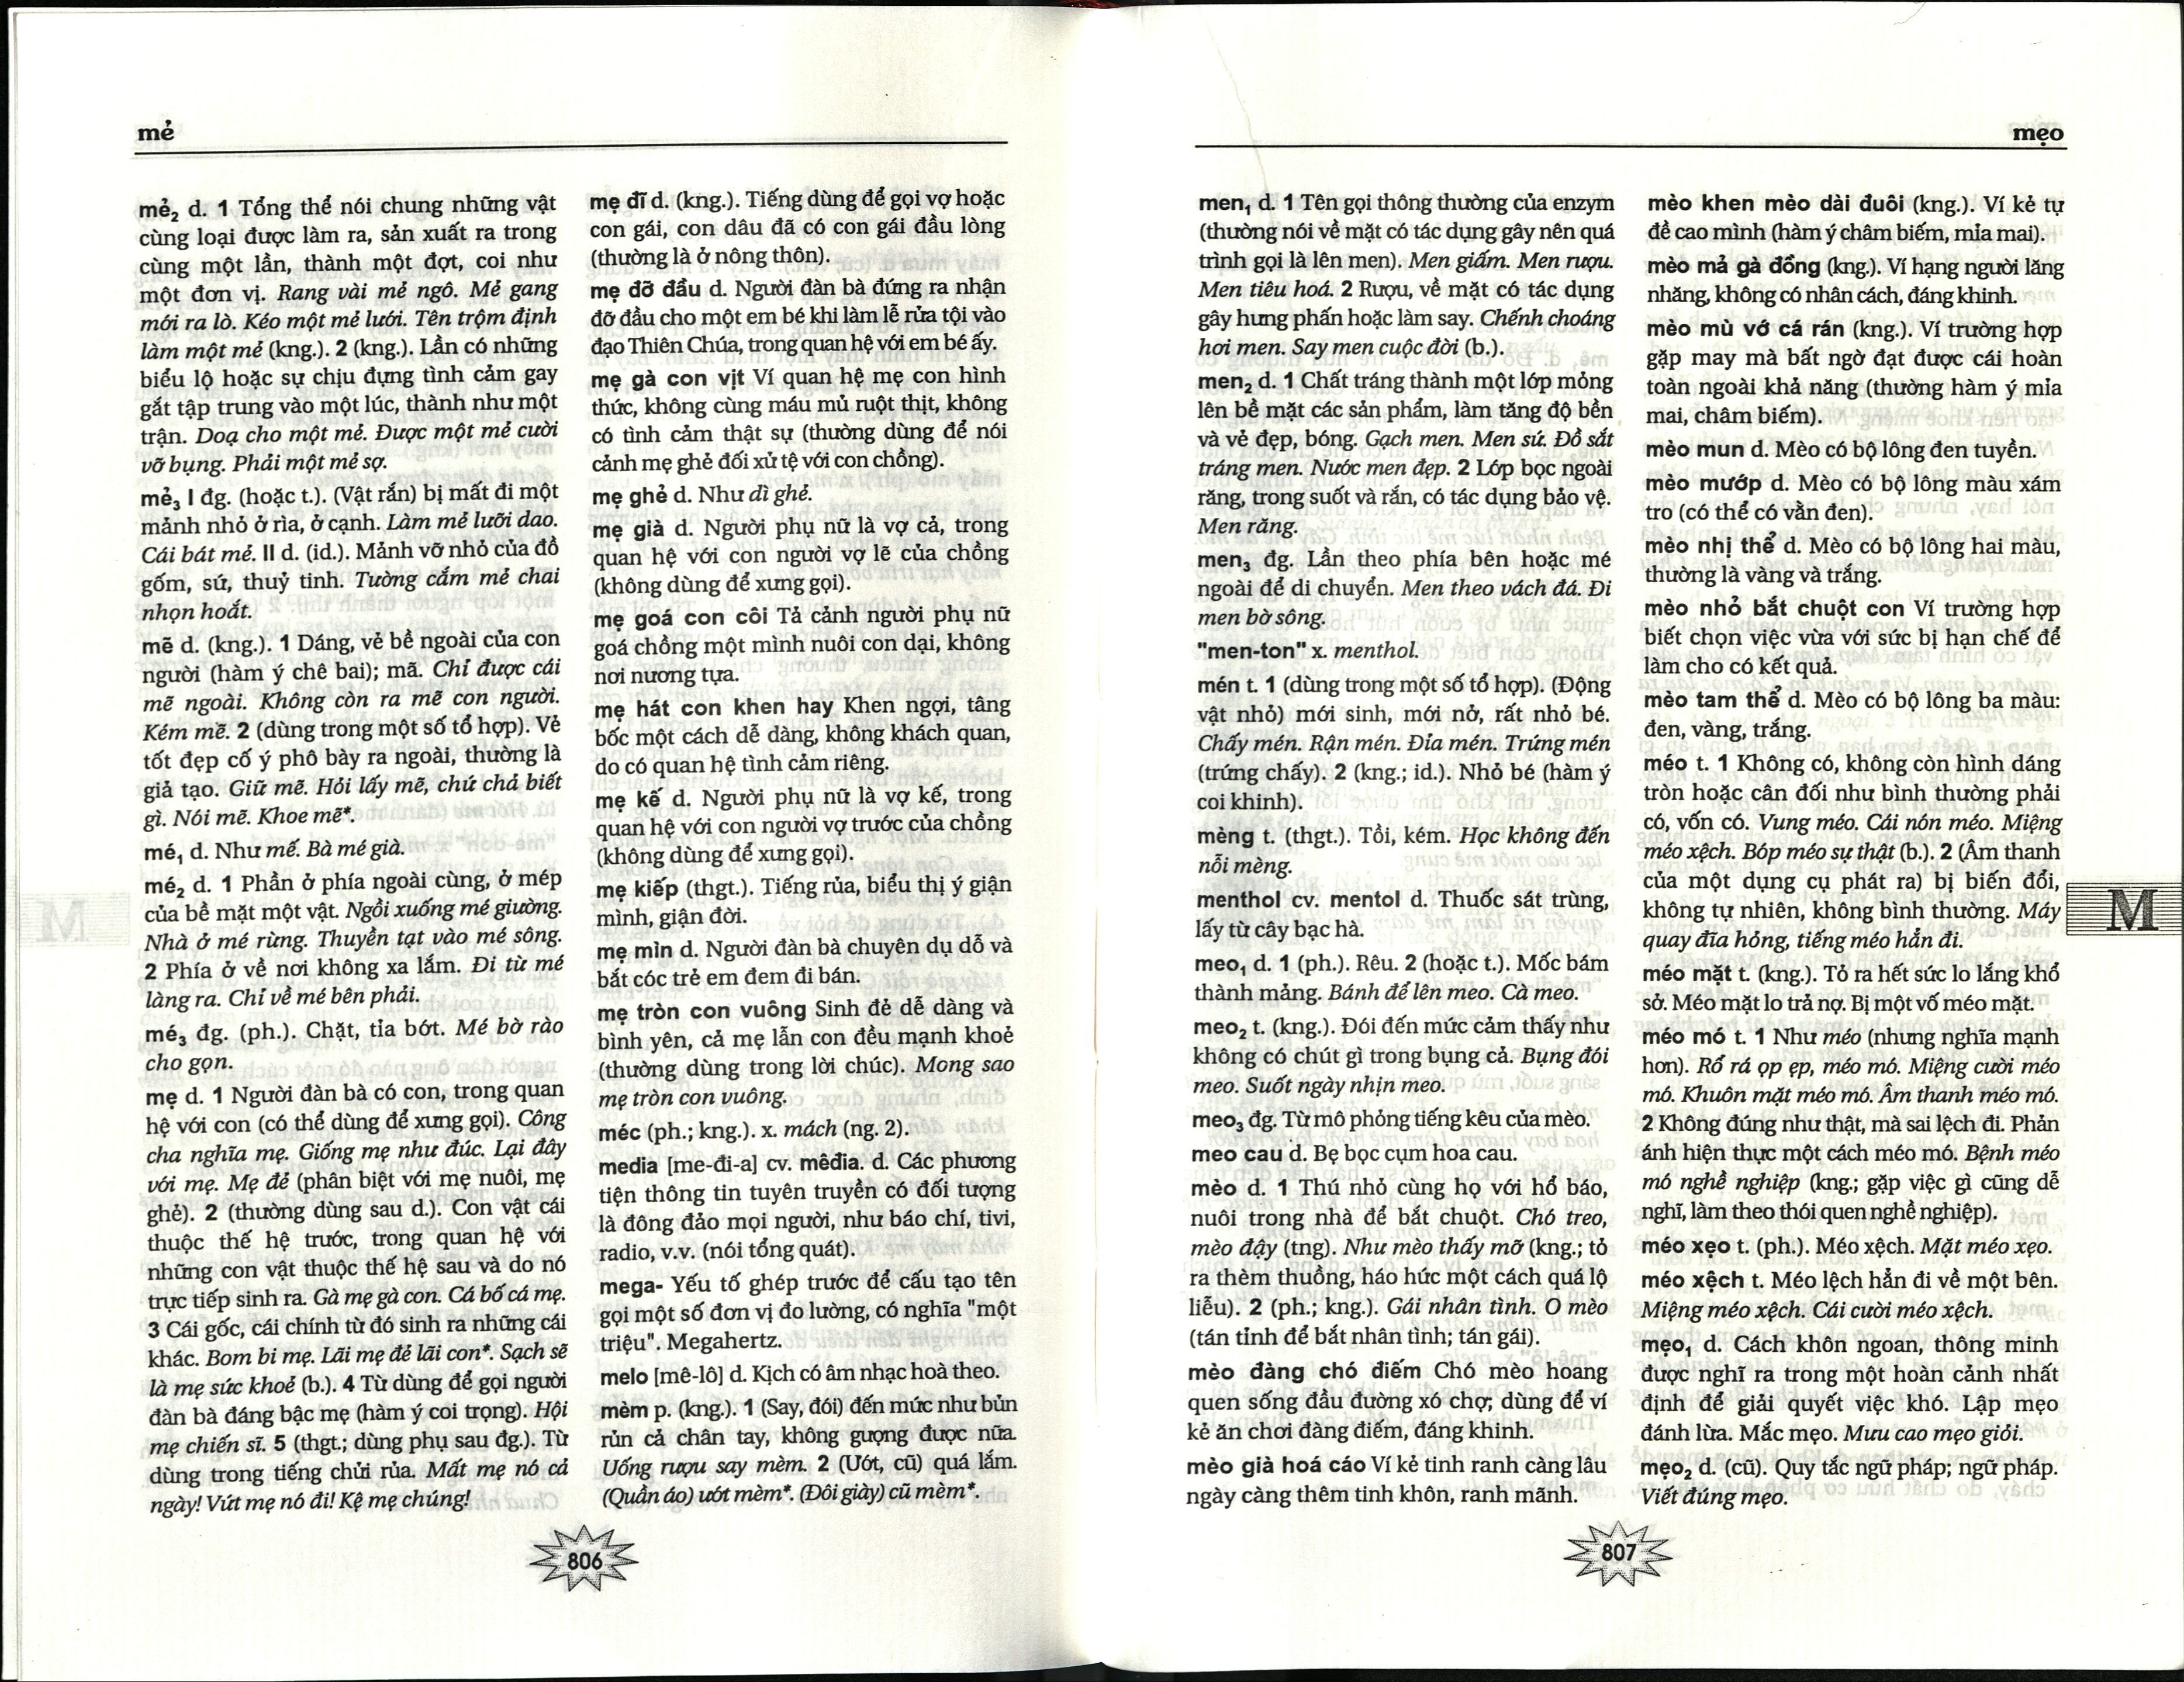 mẻ
mẻ₂ d. 1 Tổng thể nói chung những vật
cùng loại được làm ra, sản xuất ra trong
cùng một lần, thành một đợt, coi như
một đơn vị. Rang vài mẻ ngô. Mẻ gang
mới ra lò. Kéo một mẻ lưới. Tên trộm định
làm một mẻ (kng.). 2 (kng.). Lần có những
biểu lộ hoặc sự chịu đựng tình cảm gay
gắt tập trung vào một lúc, thành như một
trận. Doạ cho một mẻ. Được một mẻ cười
vỡ bụng. Phải một mẻ sợ.
mẻ₃ I đg. (hoặc t.). (Vật rắn) bị mất đi một
mảnh nhỏ ở rìa, ở cạnh. Làm mẻ lưỡi dao.
Cái bát mẻ. II d. (id.). Mảnh vỡ nhỏ của đồ
gốm, sứ, thuỷ tinh. Tường cắm mẻ chai
nhọn hoắt.
mẽ d. (kng.). 1 Dáng, vẻ bề ngoài của con
người (hàm ý chê bai); mã. Chỉ được cái
mẽ ngoài. Không còn ra mẽ con người.
Kém mẽ. 2 (dùng trong một số tổ hợp). Vẻ
tốt đẹp cố ý phô bày ra ngoài, thường là
giả tạo. Giữ mẽ. Hỏi lấy mẽ, chứ chả biết
gì. Nói mẽ. Khoe mẽ*.
mé₁ d. Như mế. Bà mé già.
mé₂ d. 1 Phần ở phía ngoài cùng, ở mép
của bề mặt một vật. Ngồi xuống mé giường.
Nhà ở mé rừng. Thuyền tạt vào mé sông.
2 Phía ở về nơi không xa lắm. Đi từ mé
làng ra. Chỉ về mé bên phải.
mé₃ đg. (ph.). Chặt, tỉa bớt. Mé bờ rào
cho gọn.
mẹ d. 1 Người đàn bà có con, trong quan
hệ với con (có thể dùng để xưng gọi). Công
cha nghĩa mẹ. Giống mẹ như đúc. Lại đây
với mẹ. Mẹ đẻ (phân biệt với mẹ nuôi, mẹ
ghẻ). 2 (thường dùng sau d.). Con vật cái
thuộc thế hệ trước, trong quan hệ với
những con vật thuộc thế hệ sau và do nó
trực tiếp sinh ra. Gà mẹ gà con. Cá bố cá mẹ.
3 Cái gốc, cái chính từ đó sinh ra những cái
khác. Bom bi mẹ. Lãi mẹ đẻ lãi con*. Sạch sẽ
là mẹ sức khoẻ (b.). 4 Từ dùng để gọi người
đàn bà đáng bậc mẹ (hàm ý coi trọng). Hội
mẹ chiến sĩ. 5 (thgt.; dùng phụ sau đg.). Từ
dùng trong tiếng chửi rủa. Mất mẹ nó cả
ngày! Vứt mẹ nó đi! Kệ mẹ chúng!
mẹ đĩ d. (kng.). Tiếng dùng để gọi vợ hoặc
con gái, con dâu đã có con gái đầu lòng
(thường là ở nông thôn).
mẹ đỡ đầu d. Người đàn bà đứng ra nhận
đỡ đầu cho một em bé khi làm lễ rửa tội vào
đạo Thiên Chúa, trong quan hệ với em bé ấy.
mẹ gà con vịt Ví quan hệ mẹ con hình
thức, không cùng máu mủ ruột thịt, không
có tình cảm thật sự (thường dùng để nói
cảnh mẹ ghẻ đối xử tệ với con chồng).
mẹ ghẻ d. Như dì ghẻ.
mẹ già d. Người phụ nữ là vợ cả, trong
quan hệ với con người vợ lẽ của chồng
(không dùng để xưng gọi).
mẹ goá con côi Tả cảnh người phụ nữ
goá chồng một mình nuôi con dại, không
nơi nương tựa.
mẹ hát con khen hay Khen ngợi, tâng
bốc một cách dễ dàng, không khách quan,
do có quan hệ tình cảm riêng.
mẹ kế d. Người phụ nữ là vợ kế, trong
quan hệ với con người vợ trước của chồng
(không dùng để xưng gọi).
mẹ kiếp (thgt.). Tiếng rủa, biểu thị ý giận
mình, giận đời.
mẹ mìn d. Người đàn bà chuyên dụ dỗ và
bắt cóc trẻ em đem đi bán.
mẹ tròn con vuông Sinh đẻ dễ dàng và
bình yên, cả mẹ lẫn con đều mạnh khoẻ
(thường dùng trong lời chúc). Mong sao
mẹ tròn con vuông.
méc (ph.; kng.). x. mách (ng. 2).
media [me-đi-a] cv. mêđia. d. Các phương
tiện thông tin tuyên truyền có đối tượng
là đông đảo mọi người, như báo chí, tivi,
radio, v.v. (nói tổng quát).
mega- Yếu tố ghép trước để cấu tạo tên
gọi một số đơn vị đo lường, có nghĩa "một
triệu". Megahertz.
melo [mê-lô] d. Kịch có âm nhạc hoà theo.
mèm p. (kng.). 1 (Say, đói) đến mức như bủn
rủn cả chân tay, không gượng được nữa.
Uống rượu say mèm. 2 (Ướt, cũ) quá lắm.
(Quần áo) ướt mèm*. (Đôi giày) cũ mèm*.
806
mẹo
men₁ d. 1 Tên gọi thông thường của enzym
(thường nói về mặt có tác dụng gây nên quá
trình gọi là lên men). Men giấm. Men rượu.
Men tiêu hoá. 2 Rượu, về mặt có tác dụng
gây hưng phấn hoặc làm say. Chếnh choáng
hơi men. Say men cuộc đời (b.).
men₂ d. 1 Chất tráng thành một lớp mỏng
lên bề mặt các sản phẩm, làm tăng độ bền
và vẻ đẹp, bóng. Gạch men. Men sứ. Đồ sắt
tráng men. Nước men đẹp. 2 Lớp bọc ngoài
răng, trong suốt và rắn, có tác dụng bảo vệ.
Men răng.
men₃ đg. Lần theo phía bên hoặc mé
ngoài để di chuyển. Men theo vách đá. Đi
men bờ sông.
"men-ton" x. menthol.
mén t. 1 (dùng trong một số tổ hợp). (Động
vật nhỏ) mới sinh, mới nở, rất nhỏ bé.
Chấy mén. Rận mén. Đỉa mén. Trứng mén
(trứng chấy). 2 (kng.; id.). Nhỏ bé (hàm ý
coi khinh).
mèng t. (thgt.). Tồi, kém. Học không đến
nỗi mèng.
menthol cv. mentol d. Thuốc sát trùng,
lấy từ cây bạc hà.
meo₁ d. 1 (ph.). Rêu. 2 (hoặc t.). Mốc bám
thành mảng. Bánh để lên meo. Cà meo.
meo₂ t. (kng.). Đói đến mức cảm thấy như
không có chút gì trong bụng cả. Bụng đói
meo. Suốt ngày nhịn meo.
meo₃ đg. Từ mô phỏng tiếng kêu của mèo.
meo cau d. Bẹ bọc cụm hoa cau.
mèo d. 1 Thú nhỏ cùng họ với hổ báo,
nuôi trong nhà để bắt chuột. Chó treo,
mèo đậy (tng). Như mèo thấy mỡ (kng.; tỏ
ra thèm thuồng, háo hức một cách quá lộ
liễu). 2 (ph.; kng.). Gái nhân tình. O mèo
(tán tỉnh để bắt nhân tình; tán gái).
mèo đàng chó điếm Chó mèo hoang
quen sống đầu đường xó chợ; dùng để ví
kẻ ăn chơi đàng điếm, đáng khinh.
mèo già hoá cáo Ví kẻ tinh ranh càng lâu
ngày càng thêm tinh khôn, ranh mãnh.
mèo khen mèo dài đuôi (kng.). Ví kẻ tự
đề cao mình (hàm ý châm biếm, mỉa mai).
mèo mả gà đồng (kng.). Ví hạng người lăng
nhăng, không có nhân cách, đáng khinh.
mèo mù vớ cá rán (kng.). Ví trường hợp
gặp may mà bất ngờ đạt được cái hoàn
toàn ngoài khả năng (thường hàm ý mỉa
mai, châm biếm).
mèo mun d. Mèo có bộ lông đen tuyền.
mèo mướp d. Mèo có bộ lông màu xám
tro (có thể có vằn đen).
mèo nhị thể d. Mèo có bộ lông hai màu,
thường là vàng và trắng.
mèo nhỏ bắt chuột con Ví trường hợp
biết chọn việc vừa với sức bị hạn chế để
làm cho có kết quả.
mèo tam thể d. Mèo có bộ lông ba màu:
đen, vàng, trắng.
méo t. 1 Không có, không còn hình dáng
tròn hoặc cân đối như bình thường phải
có, vốn có. Vung méo. Cái nón méo. Miệng
méo xệch. Bóp méo sự thật (b.). 2 (Âm thanh
của một dụng cụ phát ra) bị biến đổi,
không tự nhiên, không bình thường. Máy
quay đĩa hỏng, tiếng méo hẳn đi.
méo mặt t. (kng.). Tỏ ra hết sức lo lắng khổ
sở. Méo mặt lo trả nợ. Bị một vố méo mặt.
méo mó t. 1 Như méo (nhưng nghĩa mạnh
hơn). Rổ rá ọp ẹp, méo mó. Miệng cười méo
mó. Khuôn mặt méo mó. Âm thanh méo mó.
2 Không đúng như thật, mà sai lệch đi. Phản
ánh hiện thực một cách méo mó. Bệnh méo
mó nghề nghiệp (kng.; gặp việc gì cũng dễ
nghĩ, làm theo thói quen nghề nghiệp).
méo xẹo t. (ph.). Méo xệch. Mặt méo xẹo.
méo xệch t. Méo lệch hẳn đi về một bên.
Miệng méo xệch. Cái cười méo xệch.
mẹo₁ d. Cách khôn ngoan, thông minh
được nghĩ ra trong một hoàn cảnh nhất
định để giải quyết việc khó. Lập mẹo
đánh lừa. Mắc mẹo. Mưu cao mẹo giỏi.
mẹo₂ d. (cũ). Quy tắc ngữ pháp; ngữ pháp.
Viết đúng mẹo.
M
807